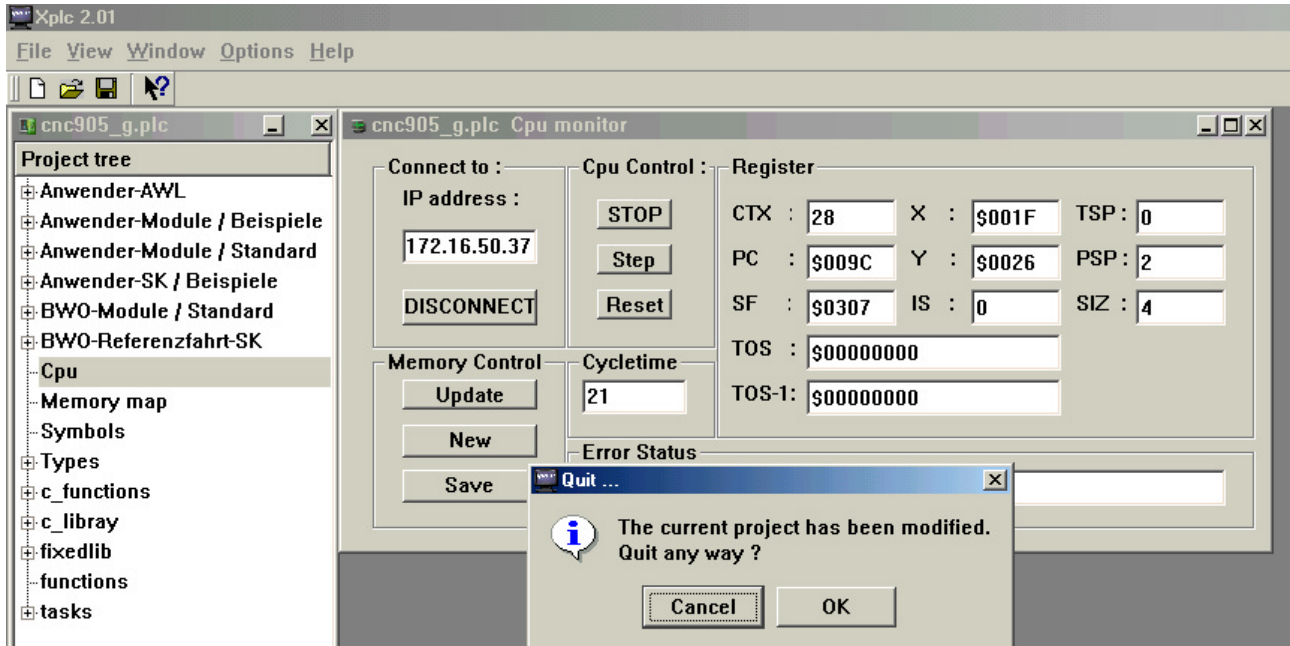 Xplc 2.01
File View Window Options Help
cnc905_g.plc
Project tree
Anwender-AWL
Anwender-Module / Beispiele
Anwender-Module / Standard
Anwender-SK / Beispiele
BWO-Module / Standard
BWO-Referenzfahrt-SK
Cpu
Memory map
Symbols
Types
c_functions
c_libray
fixedlib
functions
tasks
cnc905_g.plc Cpu monitor
Connect to :
IP address :
172.16.50.37
DISCONNECT
Cpu Control :
STOP
Step
Reset
Register
CTX : 28 X : $001F TSP : 0
PC : $009C Y : $0026 PSP : 2
SF : $0307 IS : 0 SIZ : 4
TOS : $00000000
TOS-1: $00000000
Memory Control
Update
New
Save
Cycletime
21
Error Status
Quit ...
The current project has been modified.
Quit any way ?
Cancel OK